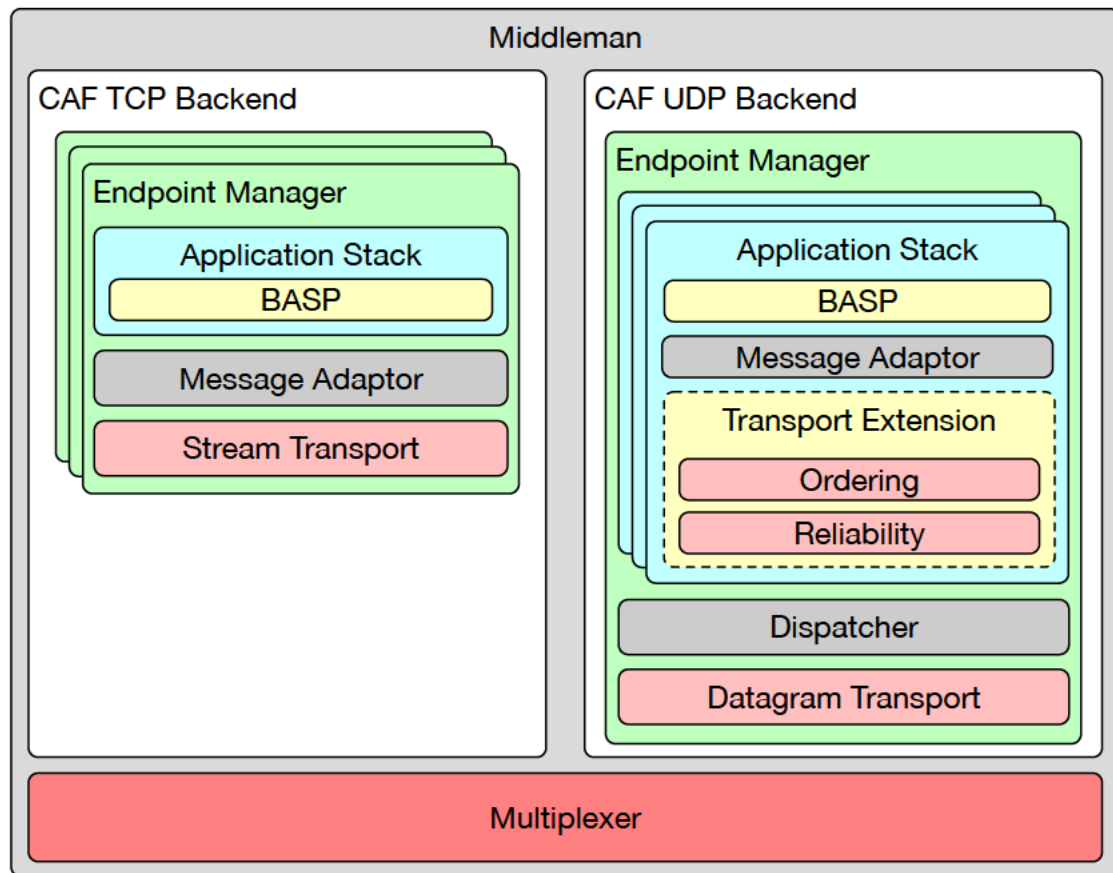 Middleman
CAF TCP Backend
Endpoint Manager
Application Stack
BASP
Message Adaptor
Stream Transport
CAF UDP Backend
Endpoint Manager
Application Stack
BASP
Message Adaptor
Transport Extension
Ordering
Reliability
Dispatcher
Datagram Transport
Multiplexer